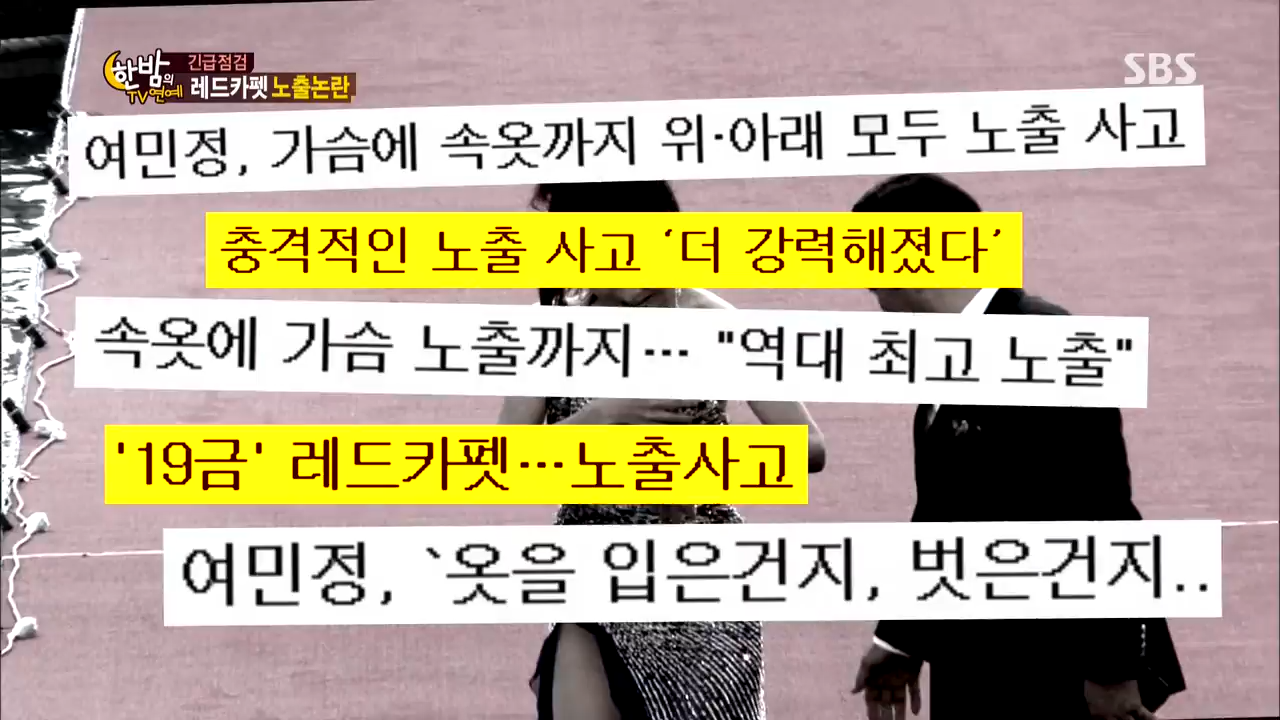 한밤의
TV연예
긴급점검
레드카펫 노출논란
SBS
여민정, 가슴에 속옷까지 위·아래 모두 노출 사고
충격적인 노출 사고 ‘더 강력해졌다’
속옷에 가슴 노출까지… "역대 최고 노출"
'19금' 레드카펫…노출사고
여민정, `옷을 입은건지, 벗은건지..